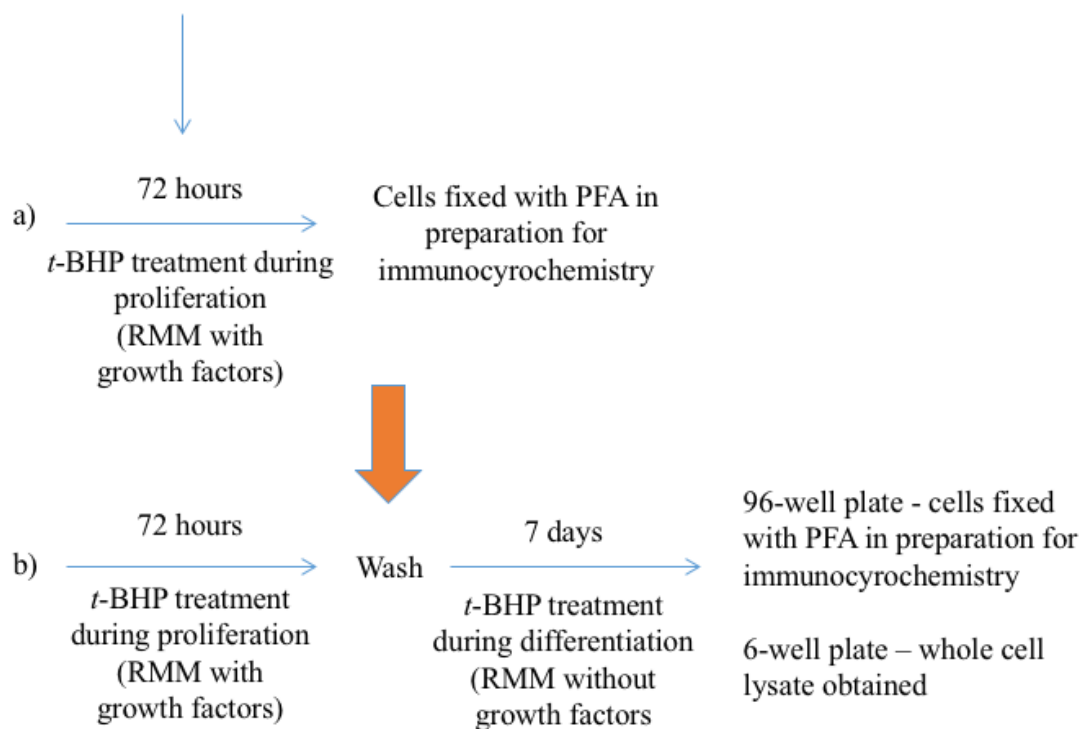 a)
72 hours
t-BHP treatment during
proliferation
(RMM with
growth factors)
Cells fixed with PFA in
preparation for
immunocyrochemistry
b)
72 hours
t-BHP treatment
during proliferation
(RMM with
growth factors)
Wash
7 days
t-BHP treatment
during differentiation
(RMM without
growth factors
96-well plate - cells fixed
with PFA in preparation for
immunocyrochemistry
6-well plate – whole cell
lysate obtained